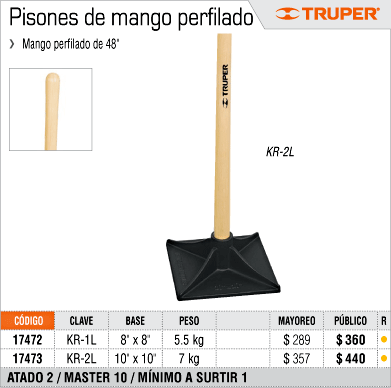 Pisones de mango perfilado
TRUPER®
Mango perfilado de 48"
TRUPER
KR-2L
CÓDIGO CLAVE BASE PESO MAYOREO PÚBLICO R
17472 KR-1L 8" x 8" 5.5 kg $ 289 $ 360
17473 KR-2L 10" x 10" 7 kg $ 357 $ 440
ATADO 2 / MASTER 10 / MÍNIMO A SURTIR 1